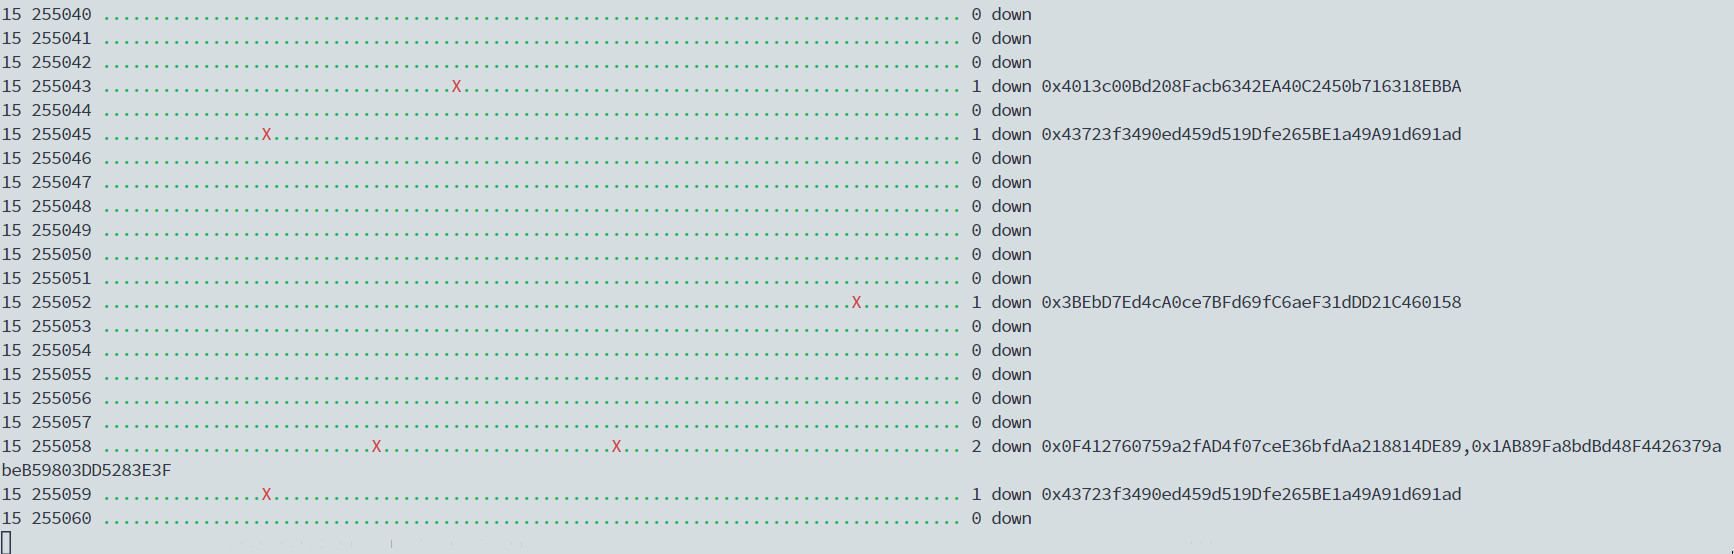 15 255040 ...................................................................................... 0 down
15 255041 ...................................................................................... 0 down
15 255042 ...................................................................................... 0 down
15 255043 ...................................X.................................................. 1 down 0x4013c00Bd208Facb6342EA40C2450b716318EBBA
15 255044 ...................................................................................... 0 down
15 255045 ................X..................................................................... 1 down 0x43723f3490ed459d519Dfe265BE1a49A91d691ad
15 255046 ...................................................................................... 0 down
15 255047 ...................................................................................... 0 down
15 255048 ...................................................................................... 0 down
15 255049 ...................................................................................... 0 down
15 255050 ...................................................................................... 0 down
15 255051 ...................................................................................... 0 down
15 255052 ...........................................................................X.......... 1 down 0x3BEbD7Ed4cA0ce7BFd69fC6aeF31dDD21C460158
15 255053 ...................................................................................... 0 down
15 255054 ...................................................................................... 0 down
15 255055 ...................................................................................... 0 down
15 255056 ...................................................................................... 0 down
15 255057 ...................................................................................... 0 down
15 255058 ...........................X.......................X.................................. 2 down 0x0F412760759a2fAD4f07ceE36bfdAa218814DE89,0x1AB89Fa8bdBd48F4426379a
beB59803DD5283E3F
15 255059 ................X..................................................................... 1 down 0x43723f3490ed459d519Dfe265BE1a49A91d691ad
15 255060 ...................................................................................... 0 down